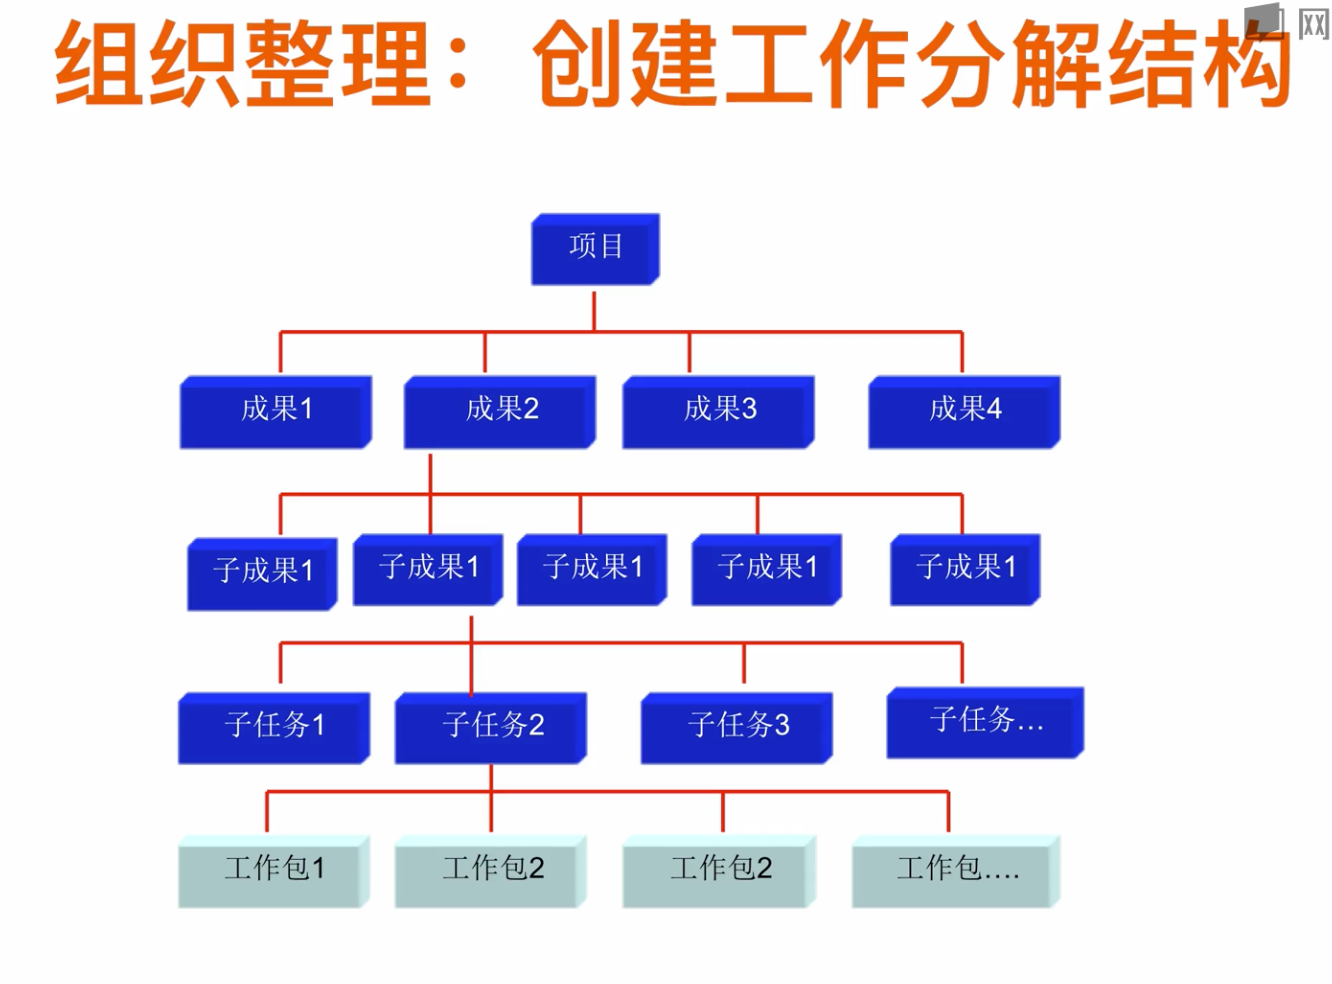 组织整理：创建工作分解结构
项目
成果1 成果2 成果3 成果4
子成果1 子成果1 子成果1 子成果1 子成果1
子任务1 子任务2 子任务3 子任务...
工作包1 工作包2 工作包2 工作包....